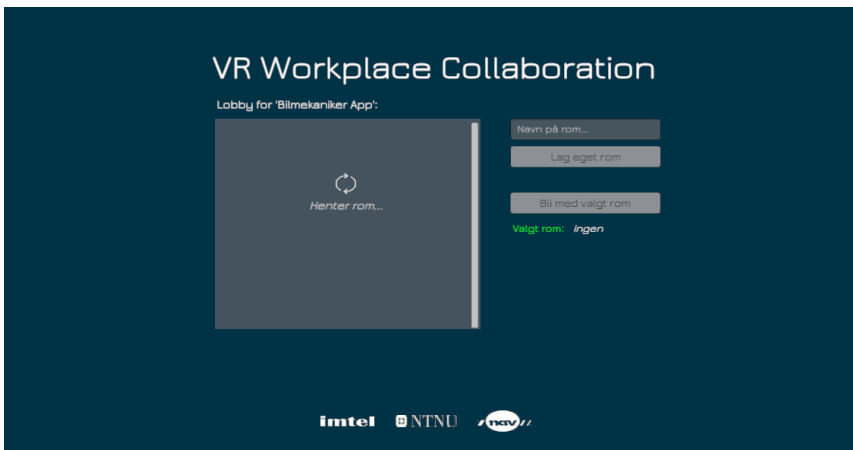 VR Workplace Collaboration
Lobby for 'Bilmekaniker App':
Henter rom...
Navn på rom...
Lag eget rom
Bli med valgt rom
Valgt rom: ingen
imtel NTNU nav